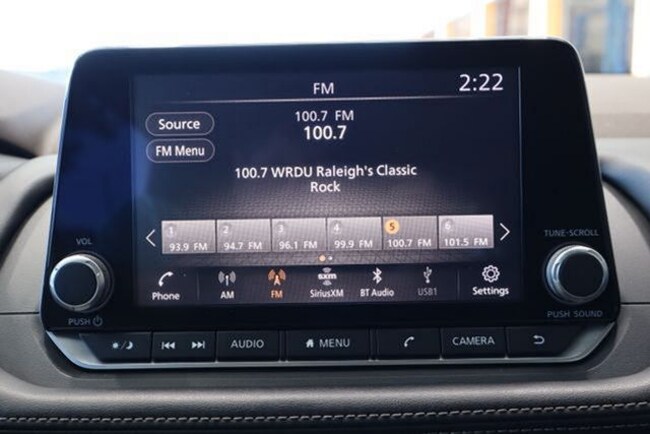 FM
2:22
Source
FM Menu
100.7 FM
100.7
100.7 WRDU Raleigh's Classic
Rock
1 2 3 4 5 6
93.9 FM 94.7 FM 96.1 FM 99.9 FM 100.7 FM 101.5 FM
Phone AM FM SiriusXM BT Audio USB1 Settings
sxm
VOL
PUSH
TUNE·SCROLL
PUSH SOUND
AUDIO MENU CAMERA